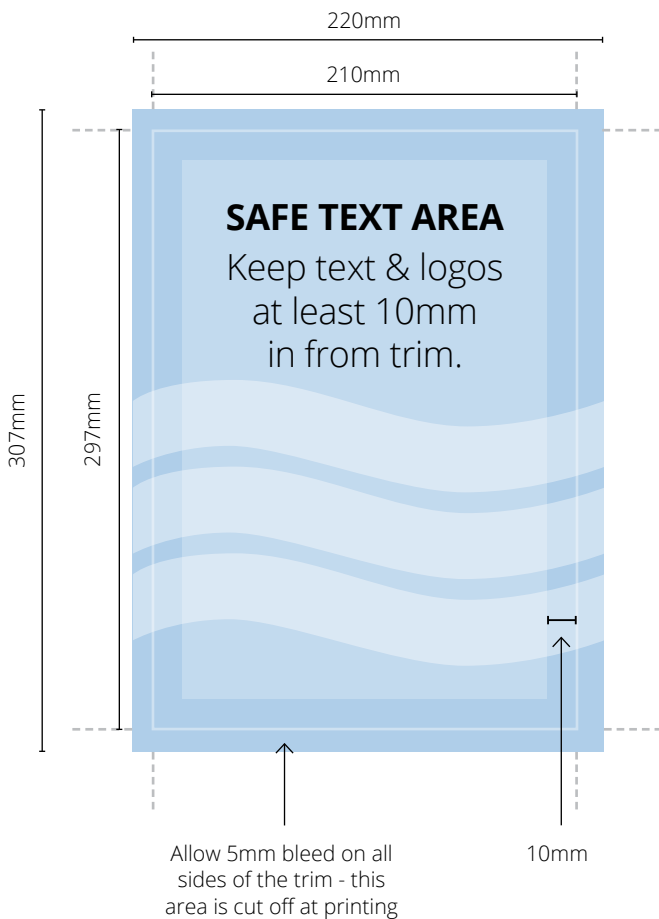 220mm
210mm
307mm
297mm
SAFE TEXT AREA
Keep text & logos
at least 10mm
in from trim.
Allow 5mm bleed on all
sides of the trim - this
area is cut off at printing
10mm